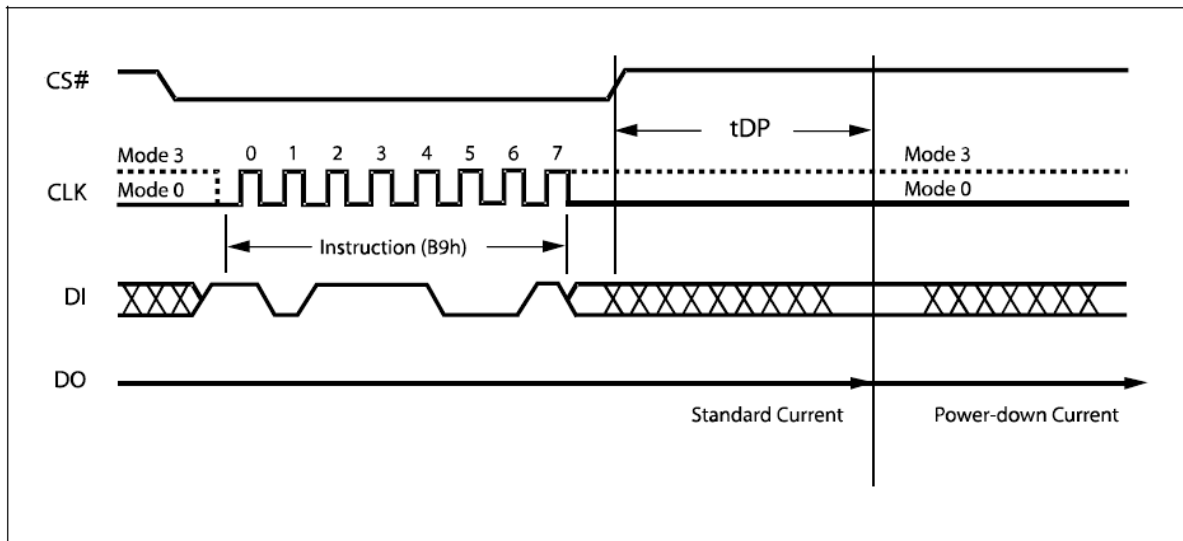 CS#
tDP
Mode 3
0 1 2 3 4 5 6 7
Mode 3
CLK
Mode 0
Mode 0
Instruction (B9h)
DI
DO
Standard Current
Power-down Current